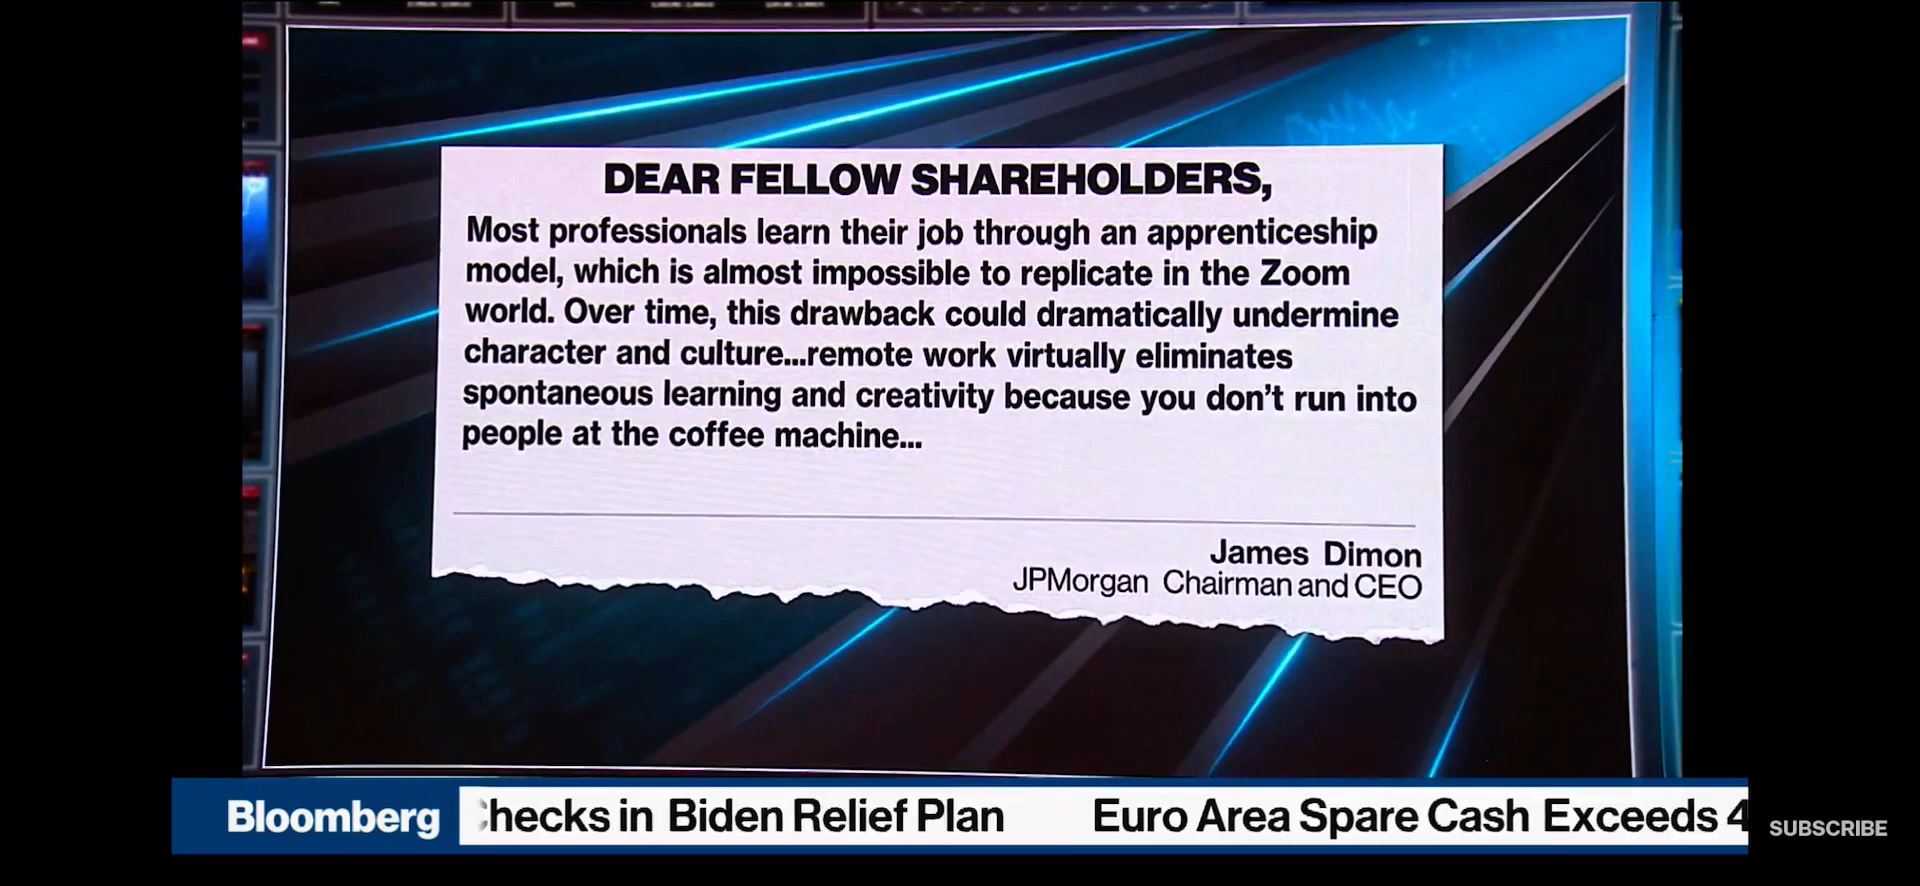 DEAR FELLOW SHAREHOLDERS,
Most professionals learn their job through an apprenticeship
model, which is almost impossible to replicate in the Zoom
world. Over time, this drawback could dramatically undermine
character and culture...remote work virtually eliminates
spontaneous learning and creativity because you don't run into
people at the coffee machine...
James Dimon
JPMorgan Chairman and CEO
Bloomberg
hecks in Biden Relief Plan Euro Area Spare Cash Exceeds 4
SUBSCRIBE